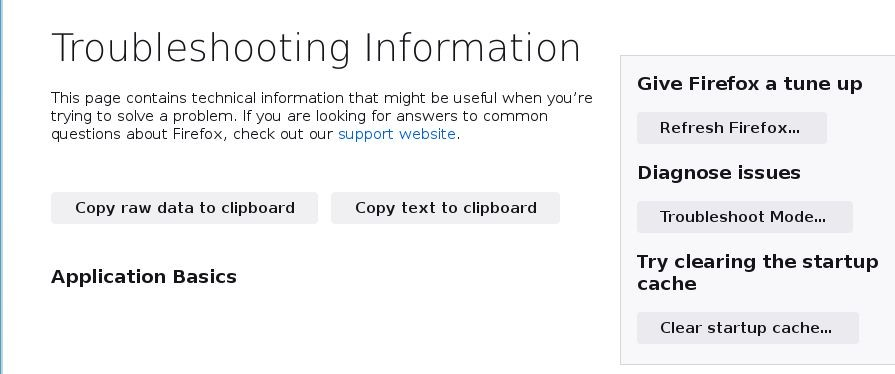 Troubleshooting Information
This page contains technical information that might be useful when you’re
trying to solve a problem. If you are looking for answers to common
questions about Firefox, check out our support website.
Copy raw data to clipboard
Copy text to clipboard
Application Basics
Give Firefox a tune up
Refresh Firefox...
Diagnose issues
Troubleshoot Mode...
Try clearing the startup
cache
Clear startup cache...